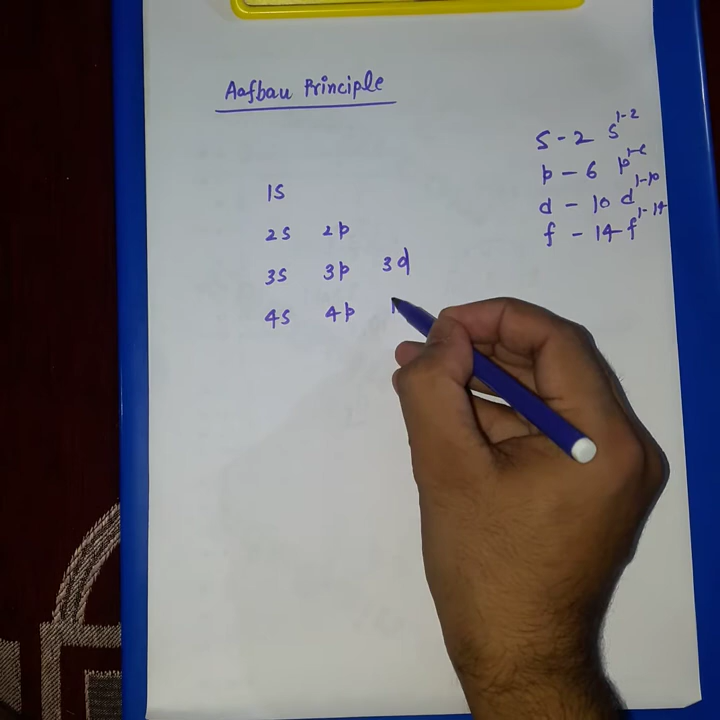 Aafbau Principle
1s
2s 2p
3s 3p 3d
4s 4p
s - 2 s¹⁻²
p - 6 p¹⁻⁶
d - 10 d¹⁻¹⁰
f - 14 f¹⁻¹⁴